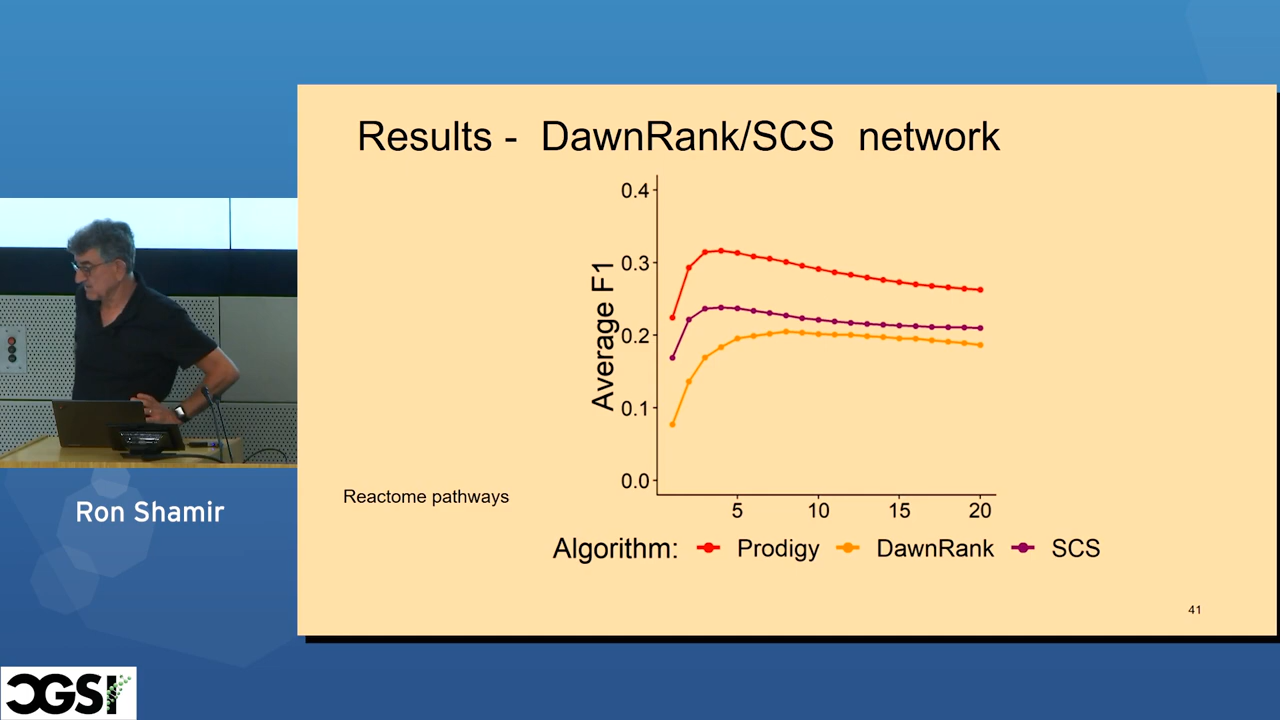 Results - DawnRank/SCS network
0.4
0.3
0.2
0.1
0.0
Average F1
5 10 15 20
Reactome pathways
Algorithm: Prodigy DawnRank SCS
41
Ron Shamir
CGSI